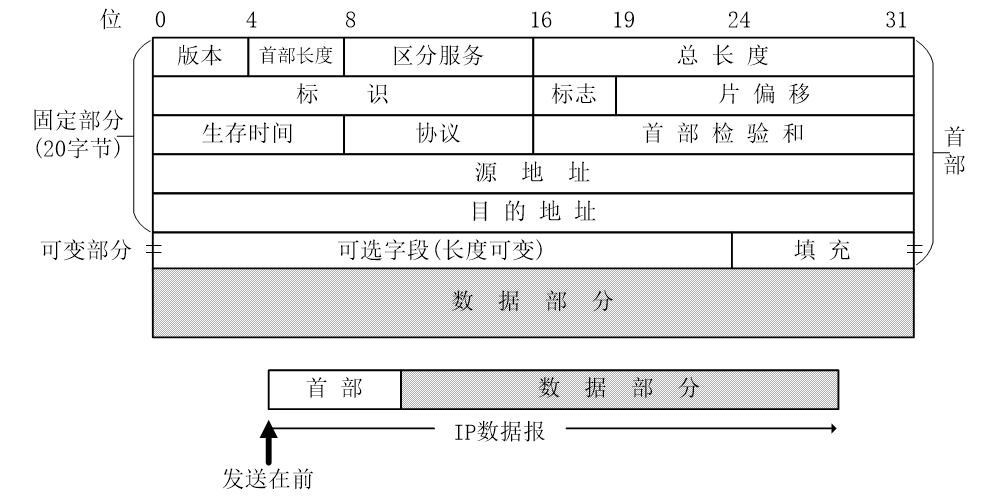 位 0 4 8 16 19 24 31
版本 首部长度 区分服务 总长度
标识 标志 片偏移
固定部分
(20字节)
生存时间 协议 首部检验和
首部
源地址
目的地址
可变部分 可选字段(长度可变) 填充
数据部分
首部 数据部分
IP数据报
发送在前